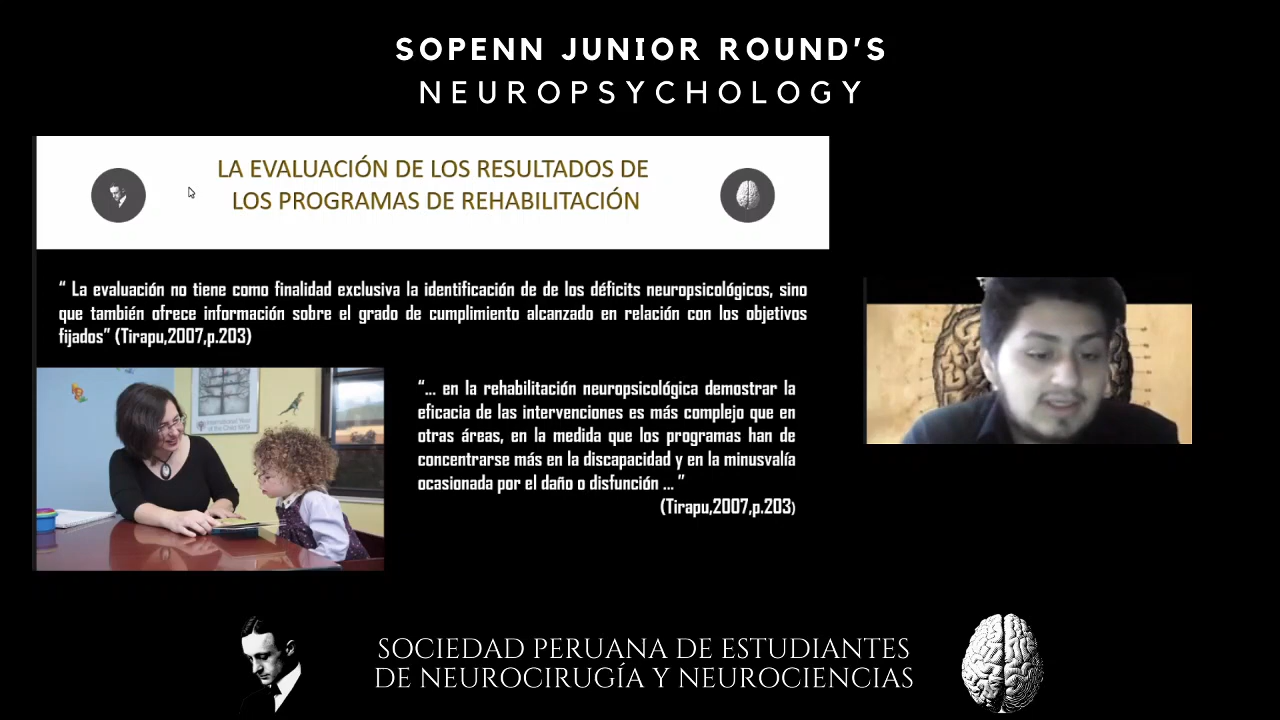 SOPENN JUNIOR ROUND'S
NEUROPSYCHOLOGY
LA EVALUACIÓN DE LOS RESULTADOS DE
LOS PROGRAMAS DE REHABILITACIÓN
“ La evaluación no tiene como finalidad exclusiva la identificación de de los déficits neuropsicológicos, sino
que también ofrece información sobre el grado de cumplimiento alcanzado en relación con los objetivos
fijados” (Tirapu,2007,p.203)
“... en la rehabilitación neuropsicológica demostrar la
eficacia de las intervenciones es más complejo que en
otras áreas, en la medida que los programas han de
concentrarse más en la discapacidad y en la minusvalía
ocasionada por el daño o disfunción ... ”
(Tirapu,2007,p.203)
SOCIEDAD PERUANA DE ESTUDIANTES
DE NEUROCIRUGÍA Y NEUROCIENCIAS